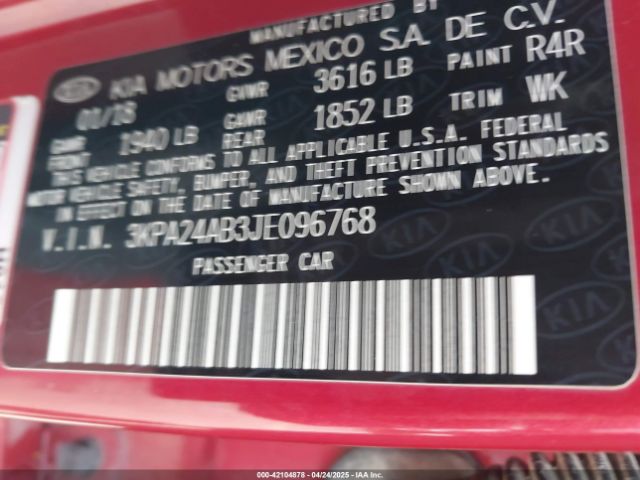 MANUFACTURED BY
KIA KIA MOTORS MEXICO S.A. DE C.V.
01/18 GVWR 3616 LB PAINT R4R
GAWR FRONT 1940 LB GAWR REAR 1852 LB TRIM WK
THIS VEHICLE CONFORMS TO ALL APPLICABLE U.S.A. FEDERAL
MOTOR VEHICLE SAFETY, BUMPER, AND THEFT PREVENTION STANDARDS
IN EFFECT ON THE DATE OF MANUFACTURE SHOWN ABOVE.
V.I.N. 3KPA24AB3JE096768
PASSENGER CAR
000-42104878 - 04/24/2025 - IAA Inc.